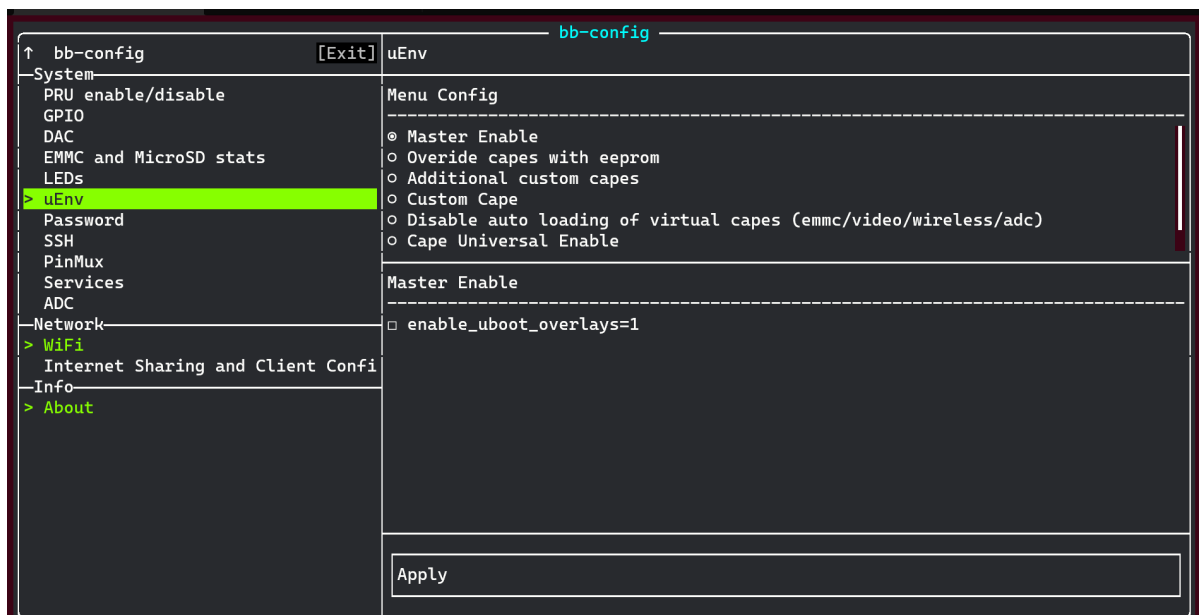 bb-config
↑ bb-config [Exit]
System
PRU enable/disable
GPIO
DAC
EMMC and MicroSD stats
LEDs
> uEnv
Password
SSH
PinMux
Services
ADC
Network
> WiFi
Internet Sharing and Client Confi
Info
> About
uEnv
Menu Config
Master Enable
Overide capes with eeprom
Additional custom capes
Custom Cape
Disable auto loading of virtual capes (emmc/video/wireless/adc)
Cape Universal Enable
Master Enable
enable_uboot_overlays=1
Apply